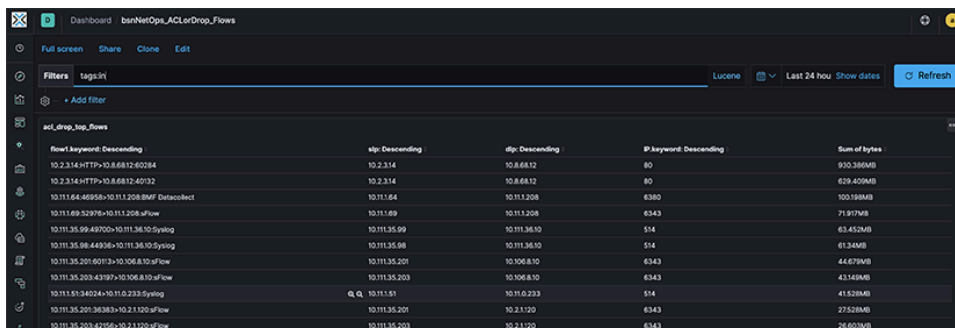 D Dashboard bsnNetOps_ACLorDrop_Flows
Full screen Share Clone Edit
Filters tags:in Lucene Last 24 hou Show dates Refresh
+ Add filter
acl_drop_top_flows
flow1.keyword: Descending sIp: Descending dIp: Descending IP.keyword: Descending Sum of bytes
10.2.3.14:HTTP>10.8.68.12:60284 10.2.3.14 10.8.68.12 80 930.386MB
10.2.3.14:HTTP>10.8.68.12:40132 10.2.3.14 10.8.68.12 80 629.409MB
10.11.1.64:46958>10.11.1.208:BMF Datacollect 10.11.1.64 10.11.1.208 6380 100.198MB
10.11.1.69:52976>10.11.1.208:sFlow 10.11.1.69 10.11.1.208 6343 71.917MB
10.111.35.99:49700>10.111.36.10:Syslog 10.111.35.99 10.111.36.10 514 63.452MB
10.111.35.98:44936>10.111.36.10:Syslog 10.111.35.98 10.111.36.10 514 61.34MB
10.111.35.201:60113>10.106.8.10:sFlow 10.111.35.201 10.106.8.10 6343 44.679MB
10.111.35.203:43197>10.106.8.10:sFlow 10.111.35.203 10.106.8.10 6343 43.149MB
10.11.1.51:34024>10.11.0.233:Syslog 10.11.1.51 10.11.0.233 514 41.528MB
10.111.35.201:36383>10.2.1.120:sFlow 10.111.35.201 10.2.1.120 6343 27.528MB
10.111.35.203:42156>10.2.1.120:sFlow 10.111.35.203 10.2.1.120 6343 26.603MB